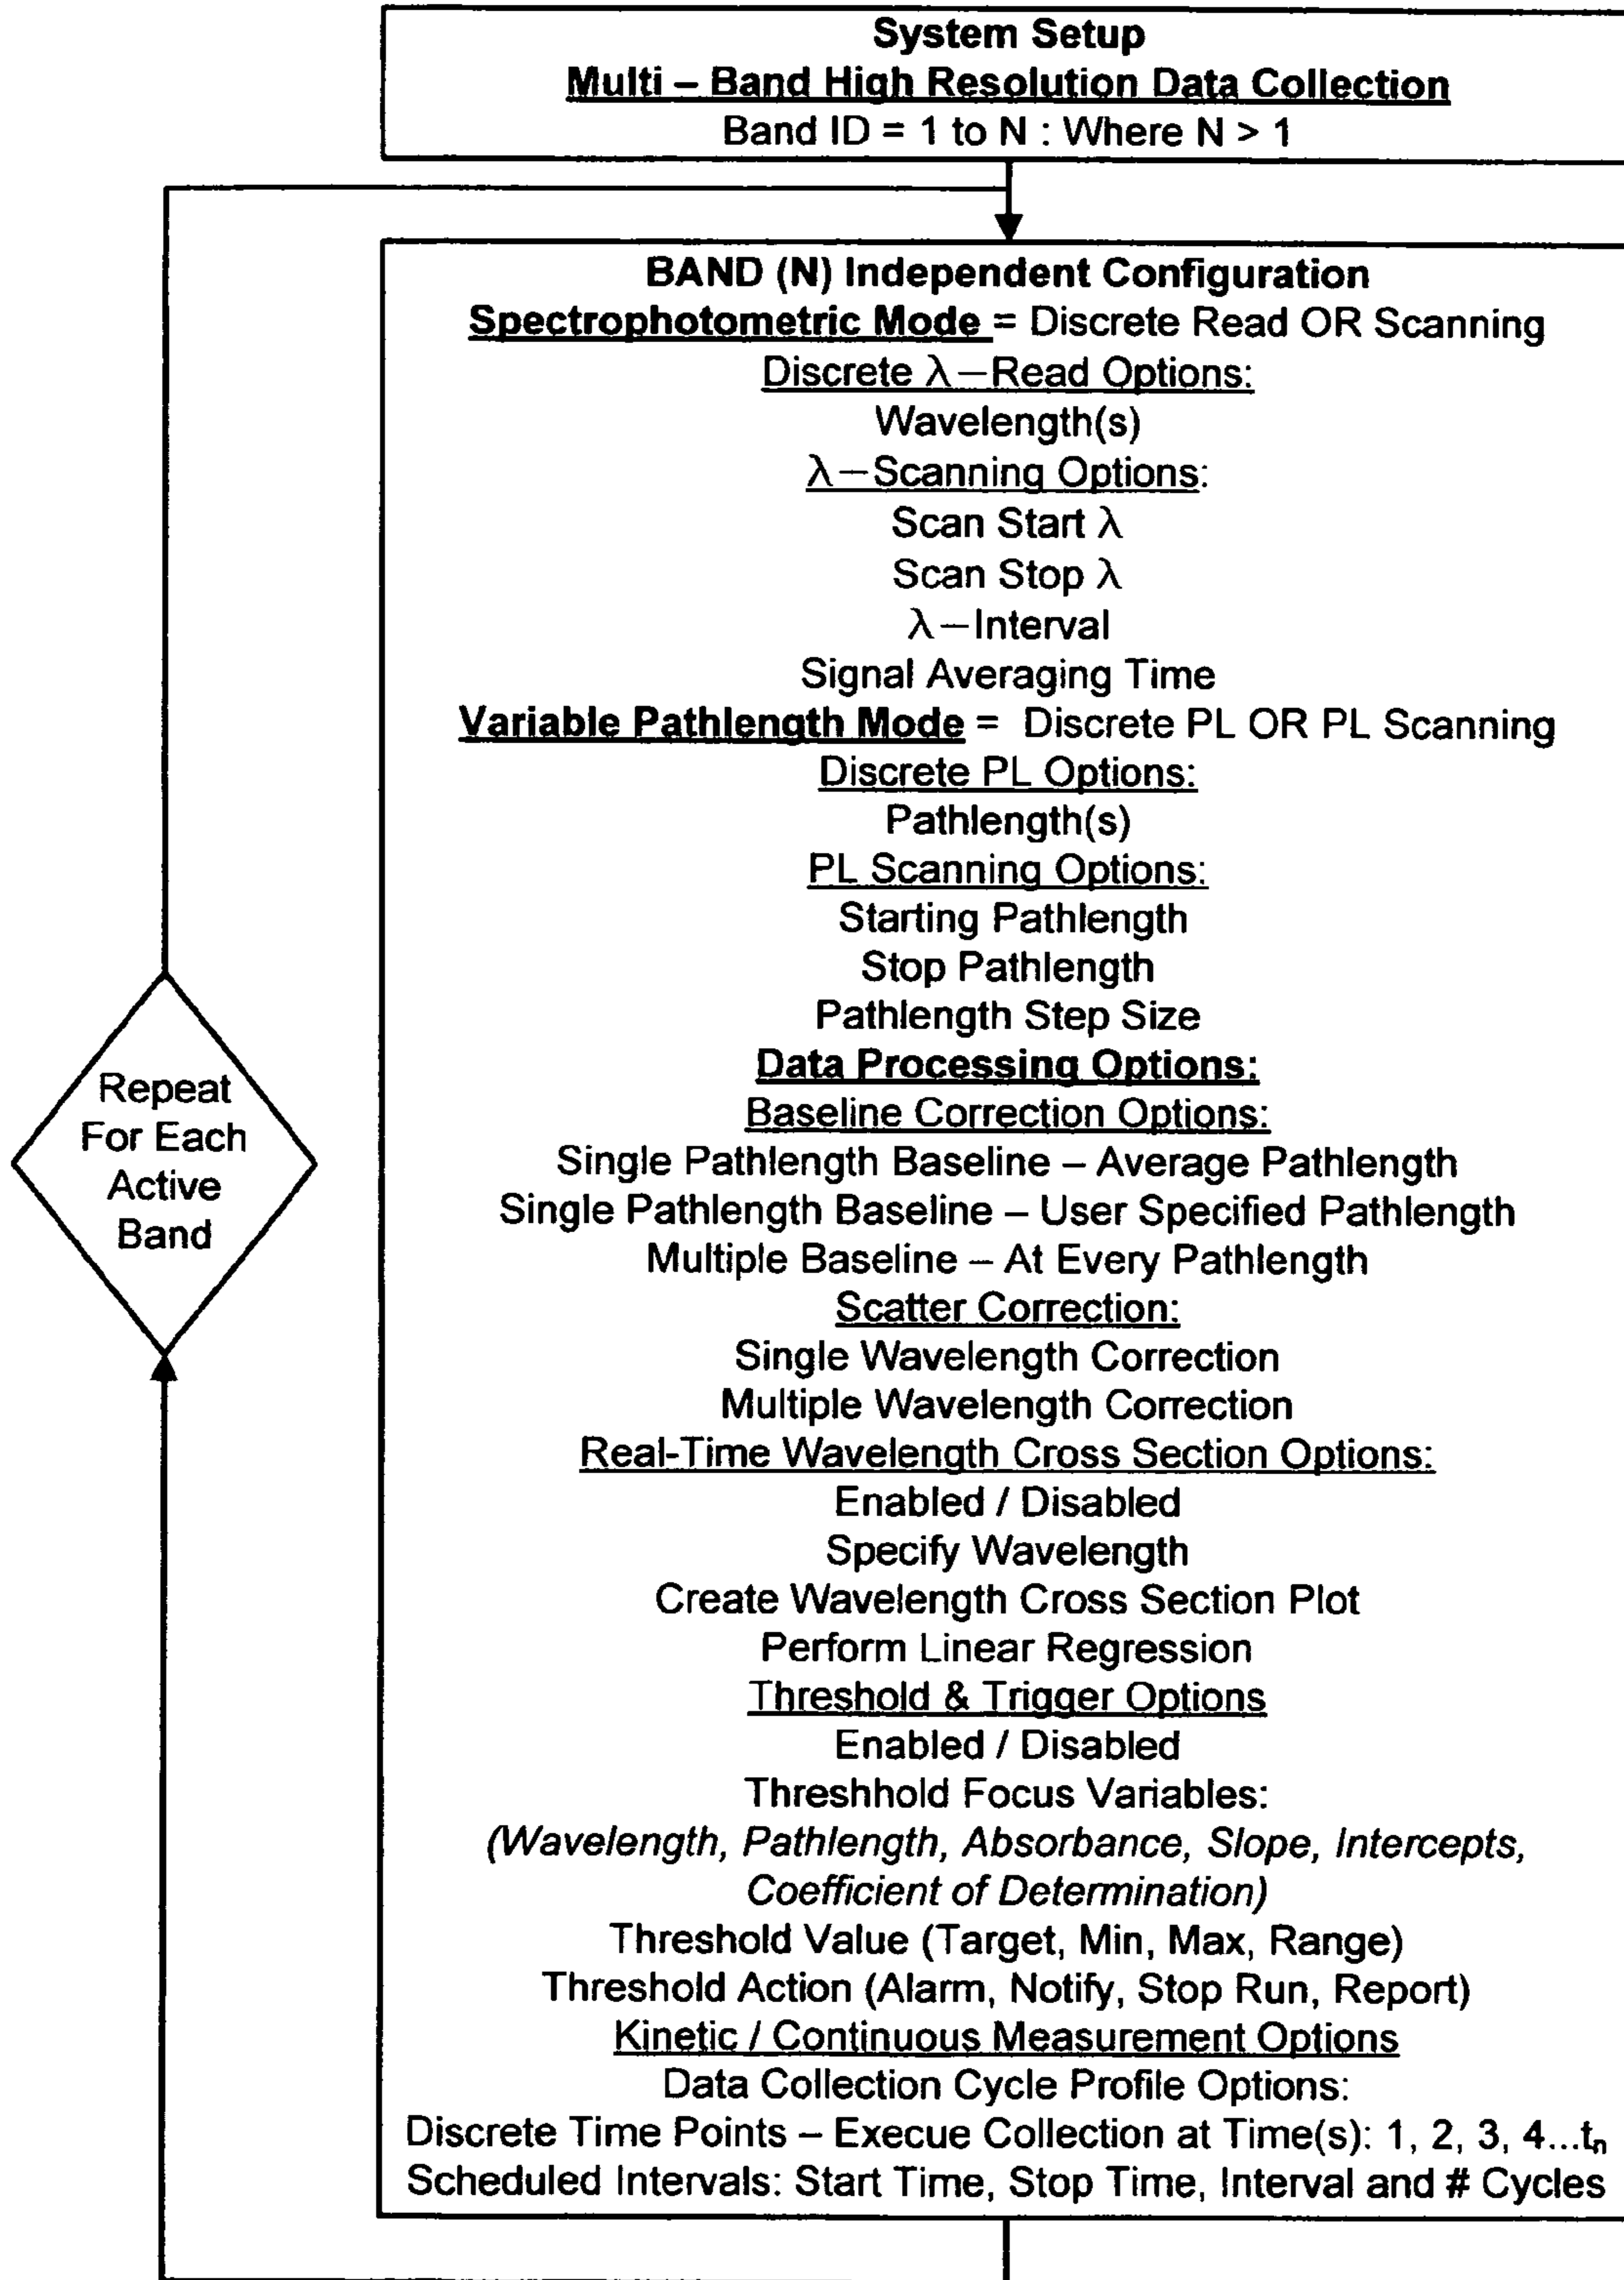 System Setup
Multi – Band High Resolution Data Collection
Band ID = 1 to N : Where N > 1
BAND (N) Independent Configuration
Spectrophotometric Mode = Discrete Read OR Scanning
Discrete λ–Read Options:
Wavelength(s)
λ–Scanning Options:
Scan Start λ
Scan Stop λ
λ–Interval
Signal Averaging Time
Variable Pathlength Mode = Discrete PL OR PL Scanning
Discrete PL Options:
Pathlength(s)
PL Scanning Options:
Starting Pathlength
Stop Pathlength
Pathlength Step Size
Data Processing Options:
Baseline Correction Options:
Single Pathlength Baseline – Average Pathlength
Single Pathlength Baseline – User Specified Pathlength
Multiple Baseline – At Every Pathlength
Scatter Correction:
Single Wavelength Correction
Multiple Wavelength Correction
Real-Time Wavelength Cross Section Options:
Enabled / Disabled
Specify Wavelength
Create Wavelength Cross Section Plot
Perform Linear Regression
Threshold & Trigger Options
Enabled / Disabled
Threshhold Focus Variables:
(Wavelength, Pathlength, Absorbance, Slope, Intercepts,
Coefficient of Determination)
Threshold Value (Target, Min, Max, Range)
Threshold Action (Alarm, Notify, Stop Run, Report)
Kinetic / Continuous Measurement Options
Data Collection Cycle Profile Options:
Discrete Time Points – Execue Collection at Time(s): 1, 2, 3, 4...tₙ
Scheduled Intervals: Start Time, Stop Time, Interval and # Cycles
Repeat
For Each
Active
Band